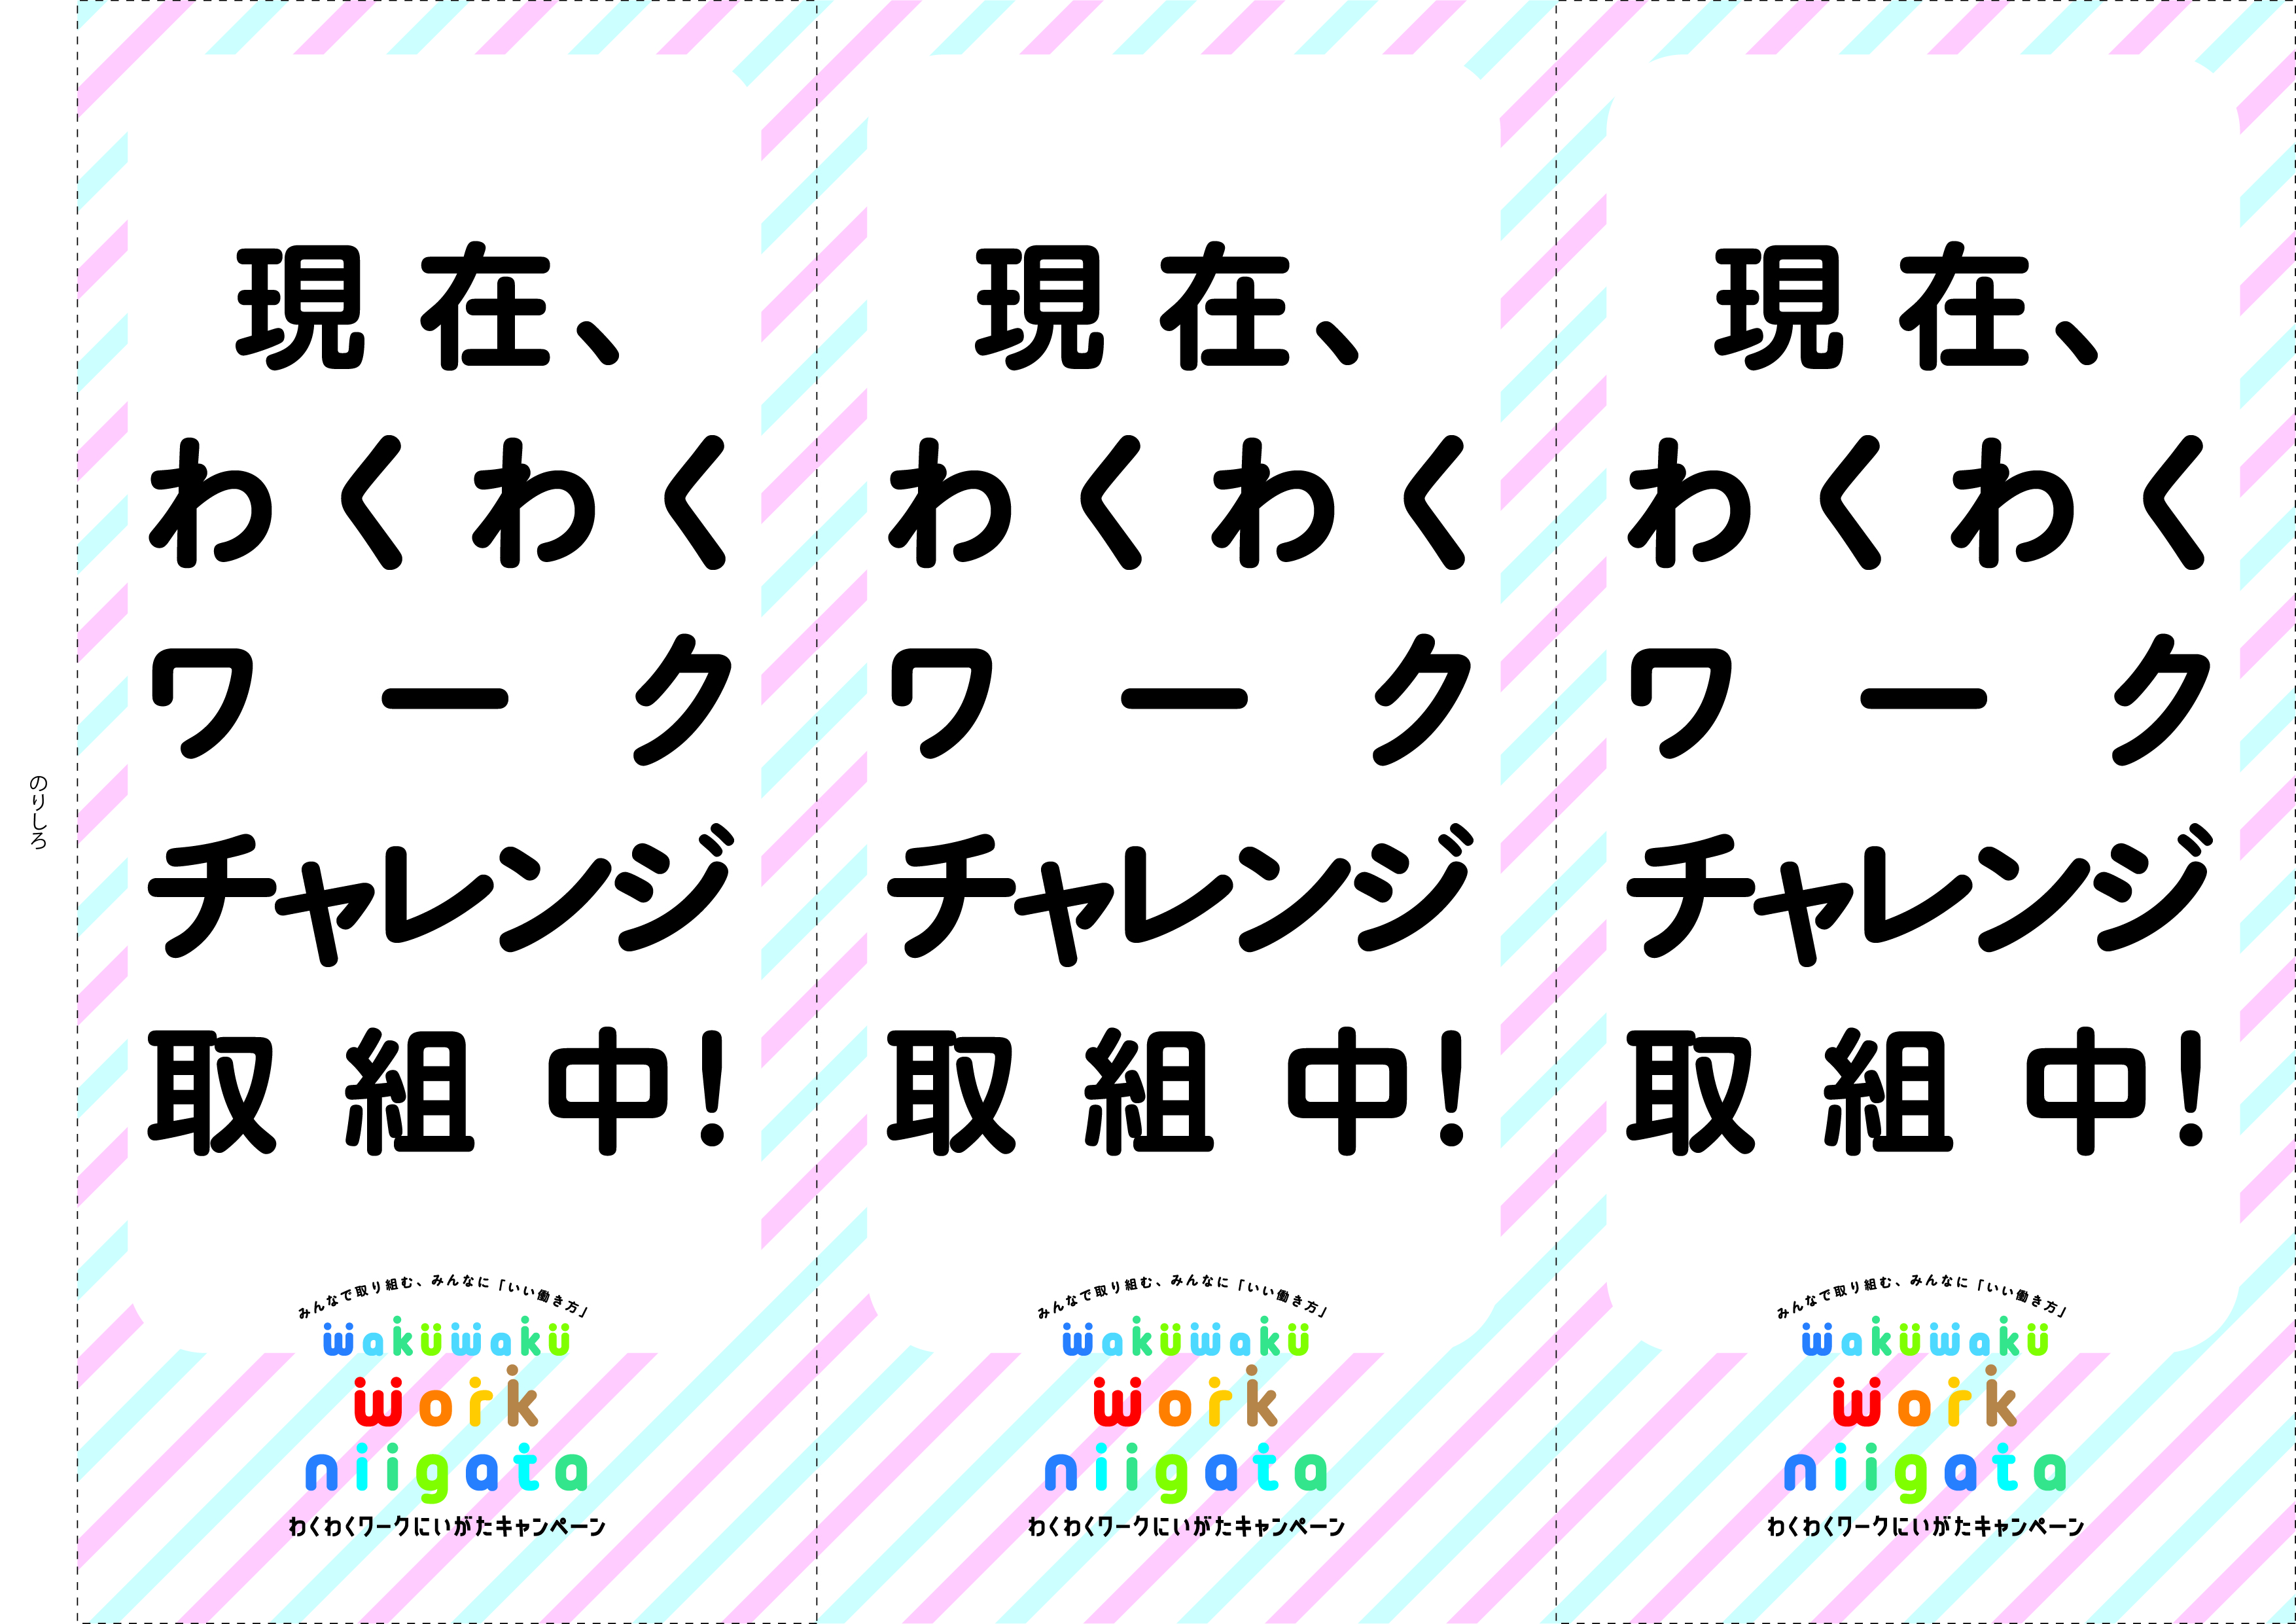 のりしろ
現在、
わくわく
ワーク
チャレンジ
取組中!
みんなで取り組む、みんなに「いい働き方」
wakuwaku
work
niigata
わくわくワークにいがたキャンペーン
現在、
わくわく
ワーク
チャレンジ
取組中!
みんなで取り組む、みんなに「いい働き方」
wakuwaku
work
niigata
わくわくワークにいがたキャンペーン
現在、
わくわく
ワーク
チャレンジ
取組中!
みんなで取り組む、みんなに「いい働き方」
wakuwaku
work
niigata
わくわくワークにいがたキャンペーン